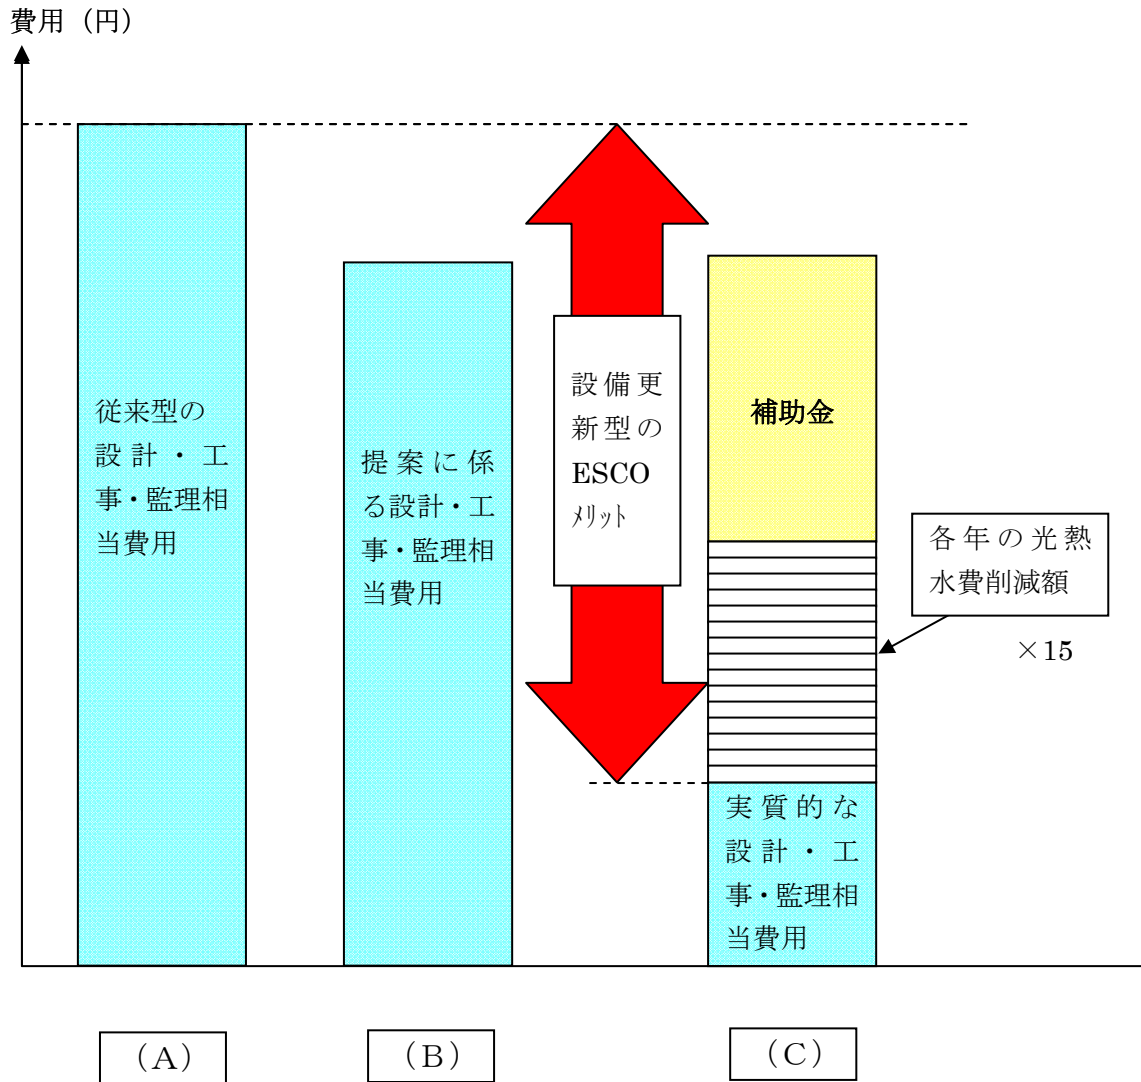 費用（円）
従来型の
設計・工
事・監理相
当費用
提案に係
る設計・工
事・監理相
当費用
設備更
新型の
ESCO
ﾒﾘｯﾄ
補助金
各年の光熱
水費削減額
×15
実質的な
設計・工
事・監理相
当費用
（A）
（B）
（C）